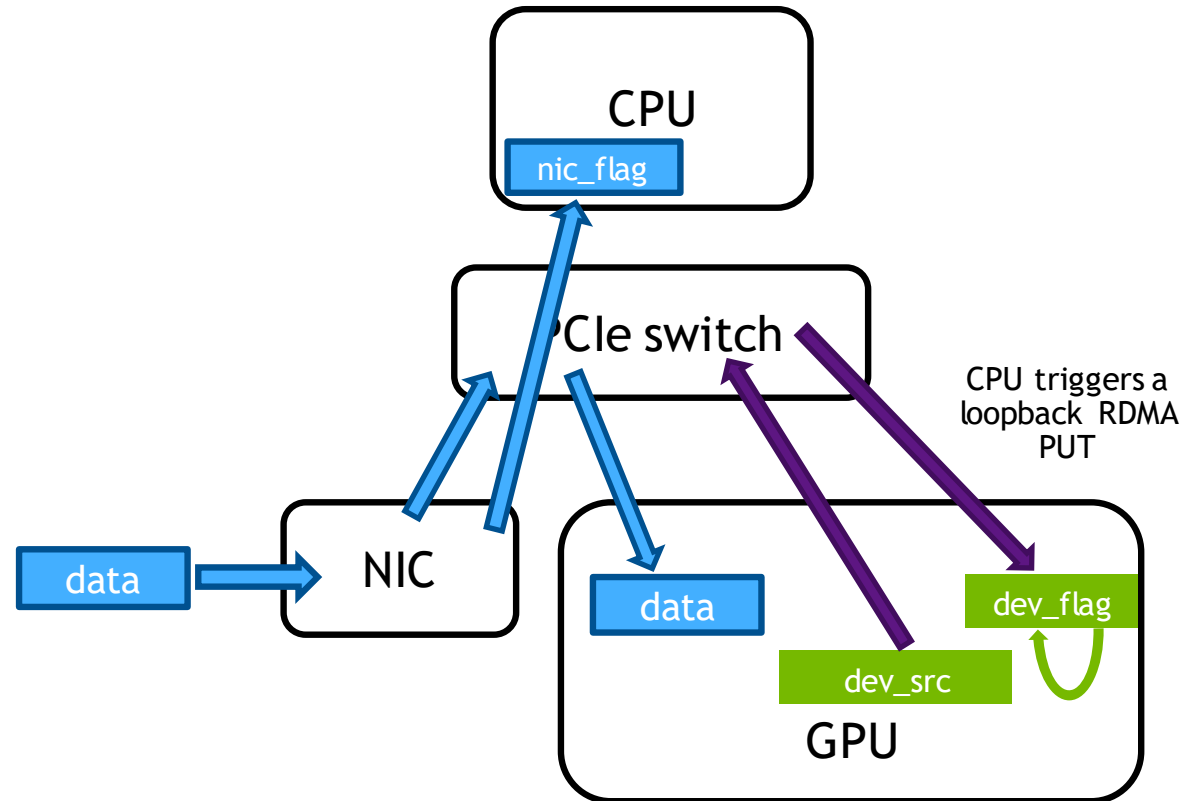 CPU
nic_flag
PCIe switch
CPU triggers a
loopback RDMA
PUT
NIC
data
data
dev_flag
dev_src
GPU